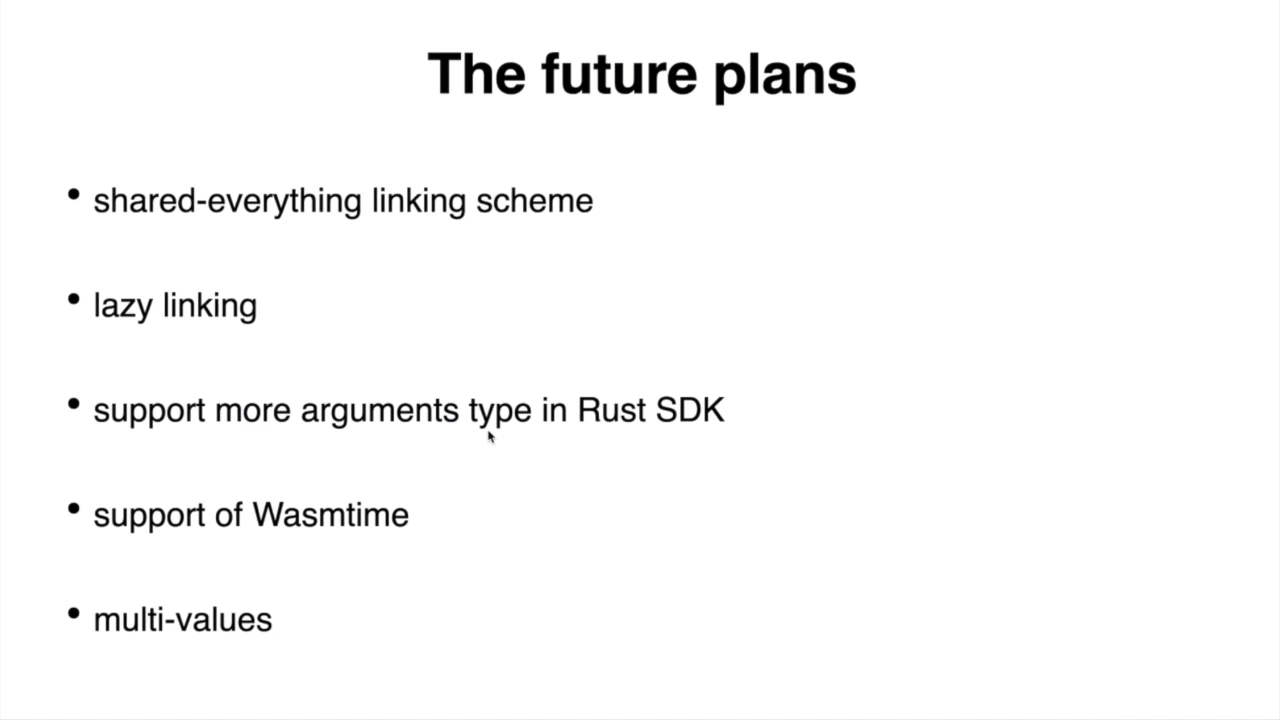 The future plans
• shared-everything linking scheme
• lazy linking
• support more arguments type in Rust SDK
• support of Wasmtime
• multi-values